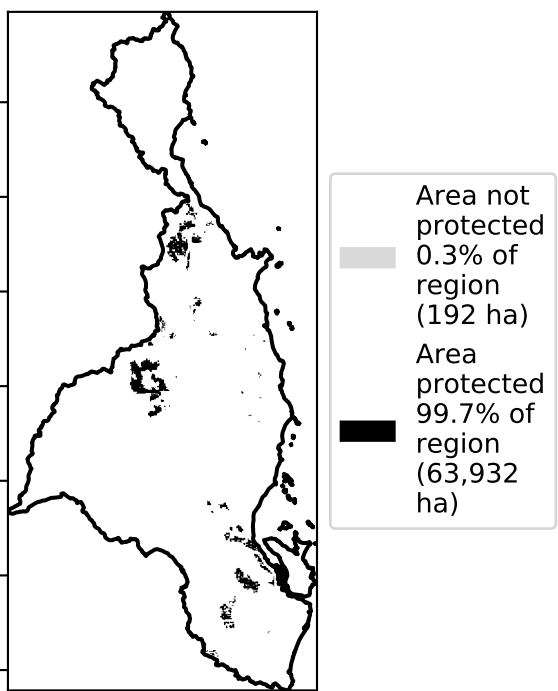 Area not
protected
0.3% of
region
(192 ha)
Area
protected
99.7% of
region
(63,932
ha)